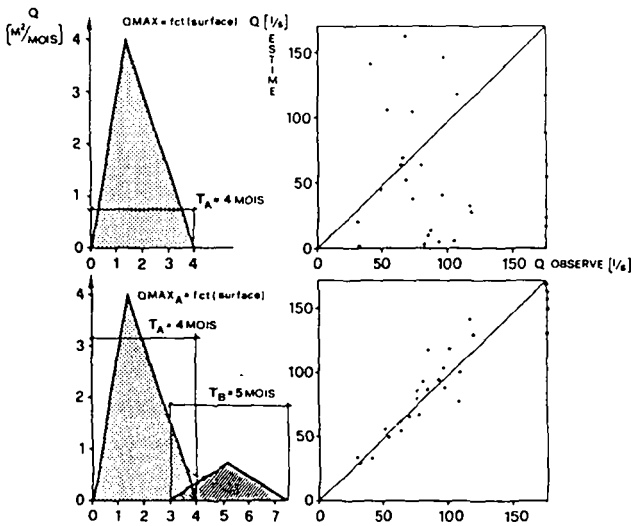 Q
[M²/MOIS]
QMAX = fct (surface)
4
3
2
1
0
T_A = 4 MOIS
0 1 2 3 4 5
Q [l/s]
ESTIME
150
100
50
0
0 50 100 150
Q OBSERVE [l/s]
QMAX_A = fct (surface)
4
3
2
1
0
T_A = 4 MOIS
T_B = 5 MOIS
0 1 2 3 4 5 6 7
150
100
50
0
0 50 100 150